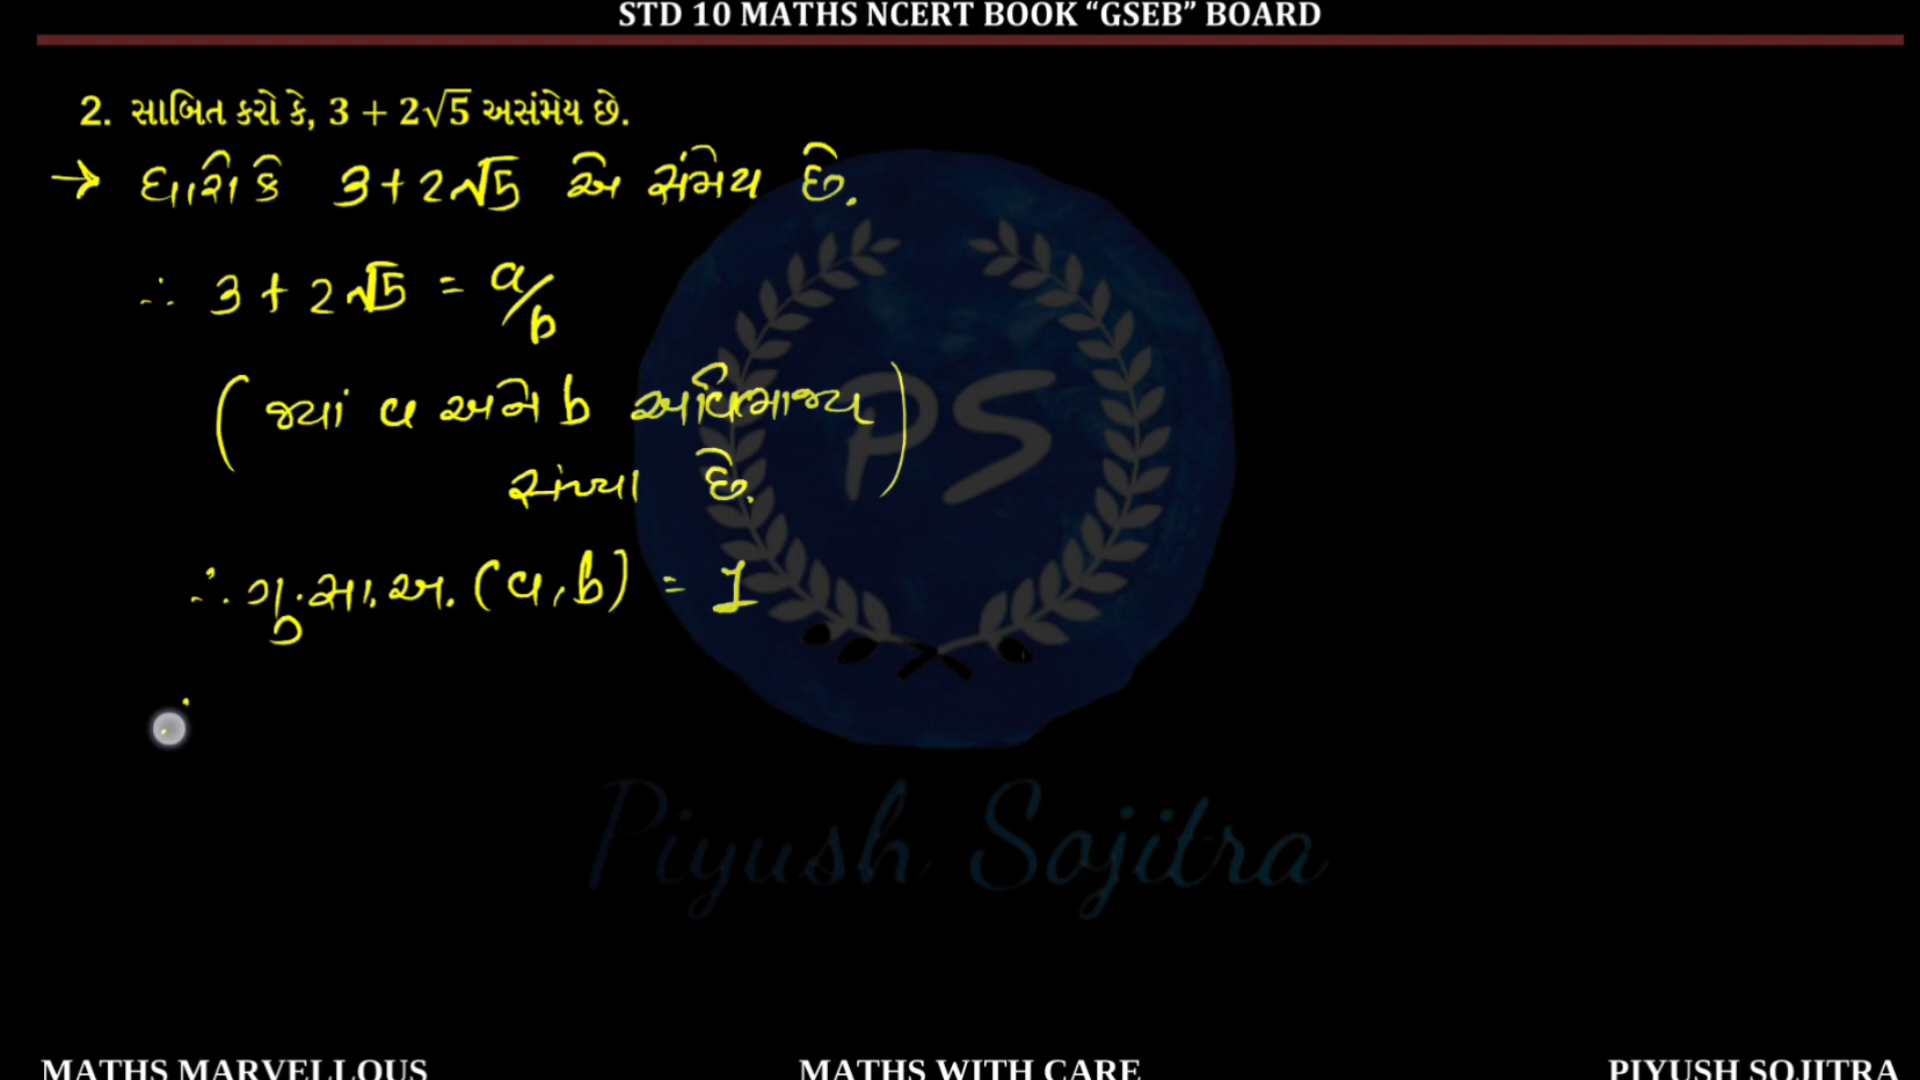 STD 10 MATHS NCERT BOOK “GSEB” BOARD
2. સાબિત કરો કે, 3 + 2√5 અસંમેય છે.
→ ધારો કે 3+2√5 એ સંમેય છે.
∴ 3 + 2√5 = a/b
( જ્યાં a અને b અવિભાજ્ય
સંખ્યા છે. )
∴ ગુ.સા.અ. (a,b) = 1
PS
Piyush Sojitra
MATHS MARVELLOUS MATHS WITH CARE PIYUSH SOJITRA